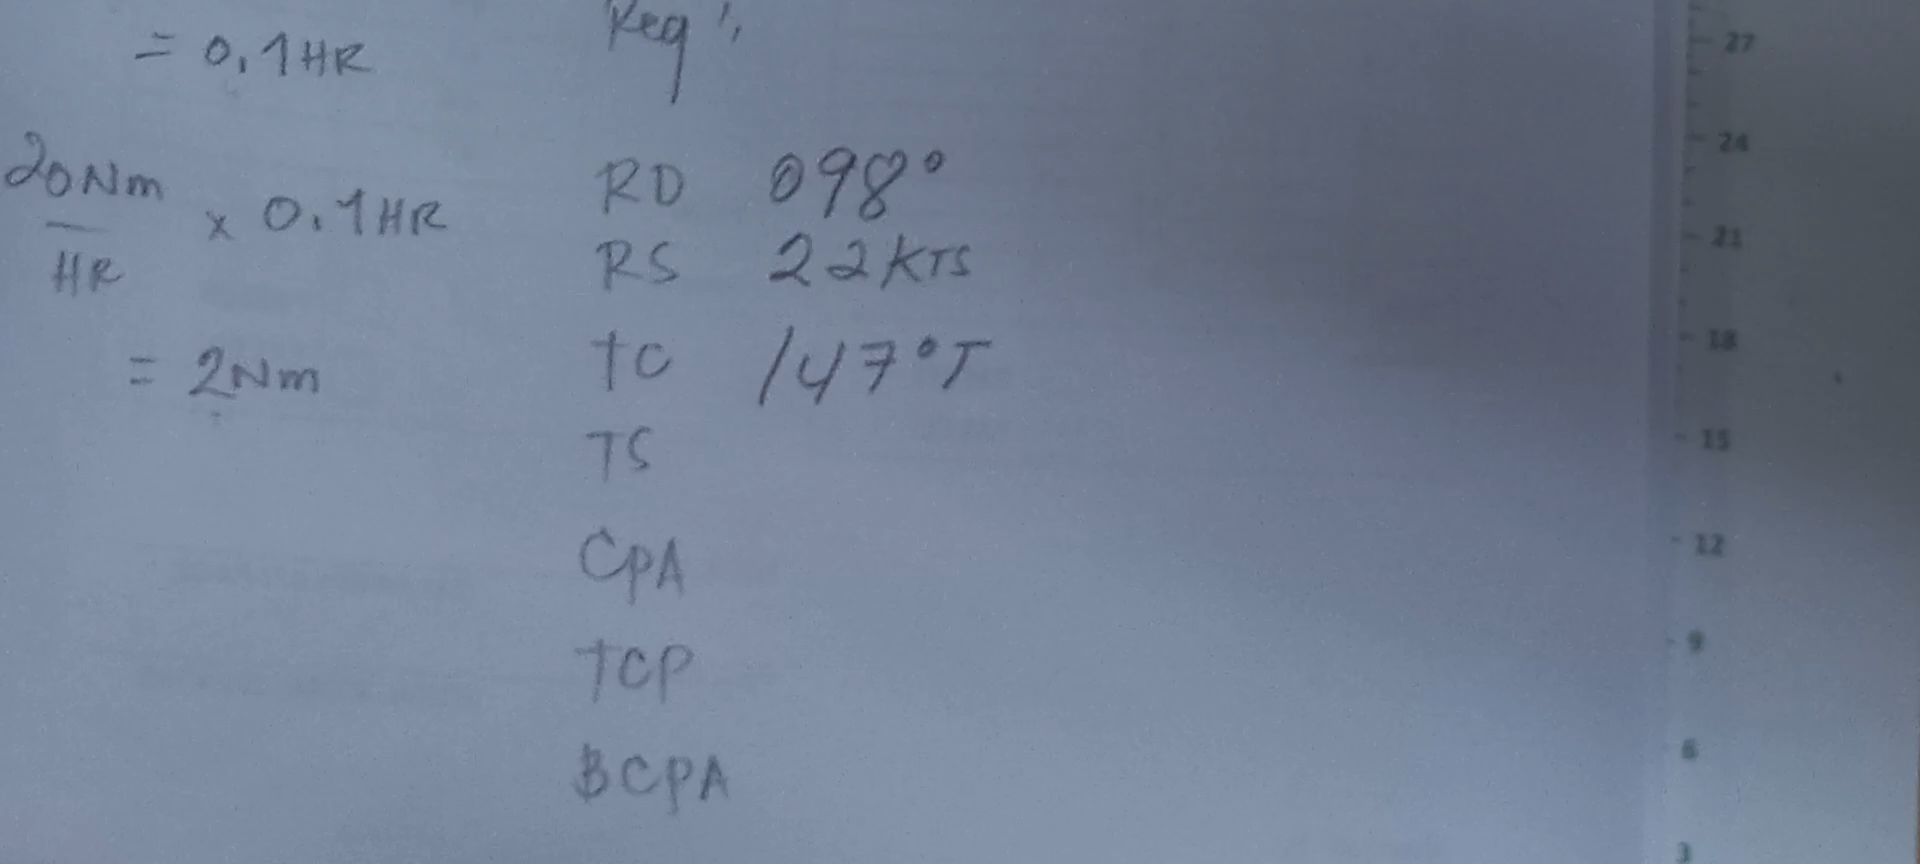 = 0.1HR
Req'.
20Nm
HR
x 0.1HR
= 2Nm
RD 098°
RS 22KTS
TC 147°T
TS
CPA
TCP
BCPA
27
24
21
18
15
12
9
6
3